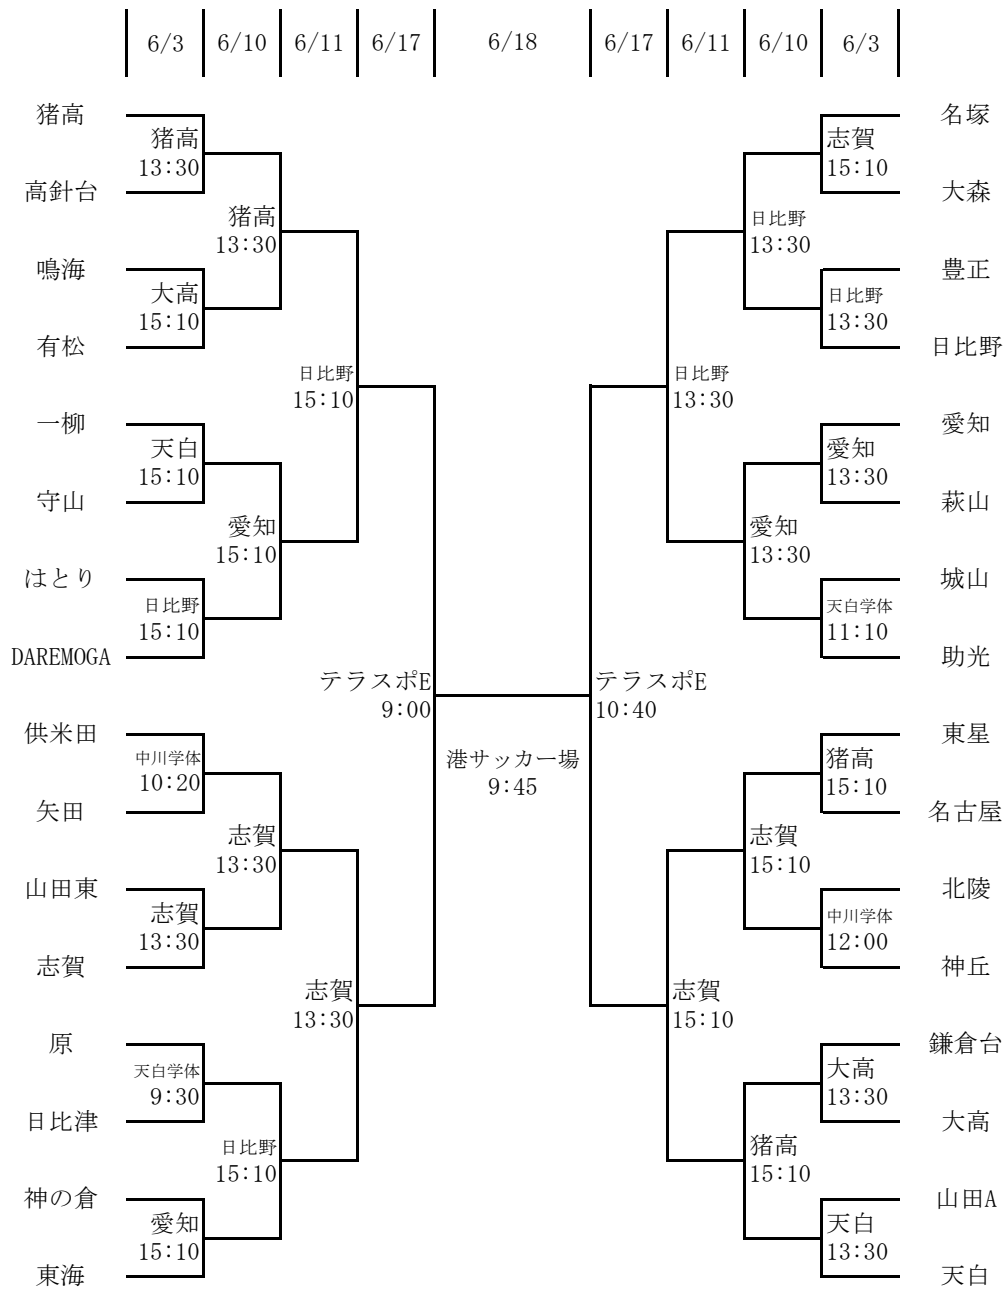 6/3 6/10 6/11 6/17 6/18 6/17 6/11 6/10 6/3
猪高 名塚
猪高 志賀
13:30 15:10
高針台 大森
猪高 日比野
13:30 13:30
鳴海 豊正
大高 日比野
15:10 13:30
有松 日比野
日比野 日比野
15:10 13:30
一柳 愛知
天白 愛知
15:10 13:30
守山 萩山
愛知 愛知
15:10 13:30
はとり 城山
日比野 天白学体
15:10 11:10
DAREMOGA 助光
テラスポE テラスポE
9:00 10:40
供米田 東星
中川学体 港サッカー場 猪高
10:20 9:45 15:10
矢田 名古屋
志賀 志賀
13:30 15:10
山田東 北陵
志賀 中川学体
13:30 12:00
志賀 神丘
志賀 志賀
13:30 15:10
原 鎌倉台
天白学体 大高
9:30 13:30
日比津 大高
日比野 猪高
15:10 15:10
神の倉 山田A
愛知 天白
15:10 13:30
東海 天白